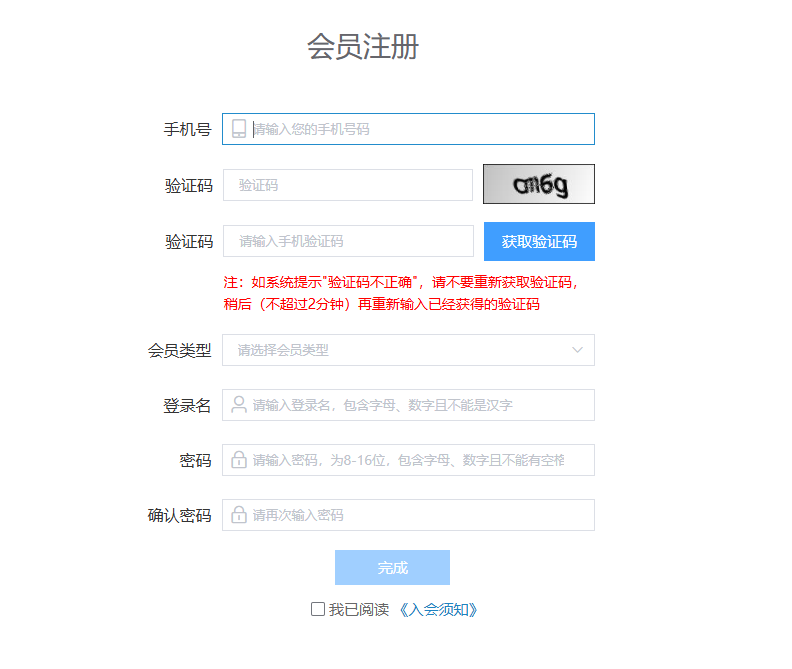 会员注册
手机号 请输入您的手机号码
验证码 验证码 cm6g
验证码 请输入手机验证码 获取验证码
注：如系统提示"验证码不正确"，请不要重新获取验证码，
稍后（不超过2分钟）再重新输入已经获得的验证码
会员类型 请选择会员类型
登录名 请输入登录名，包含字母、数字且不能是汉字
密码 请输入密码，为8-16位，包含字母、数字且不能有空格
确认密码 请再次输入密码
完成
我已阅读 《入会须知》